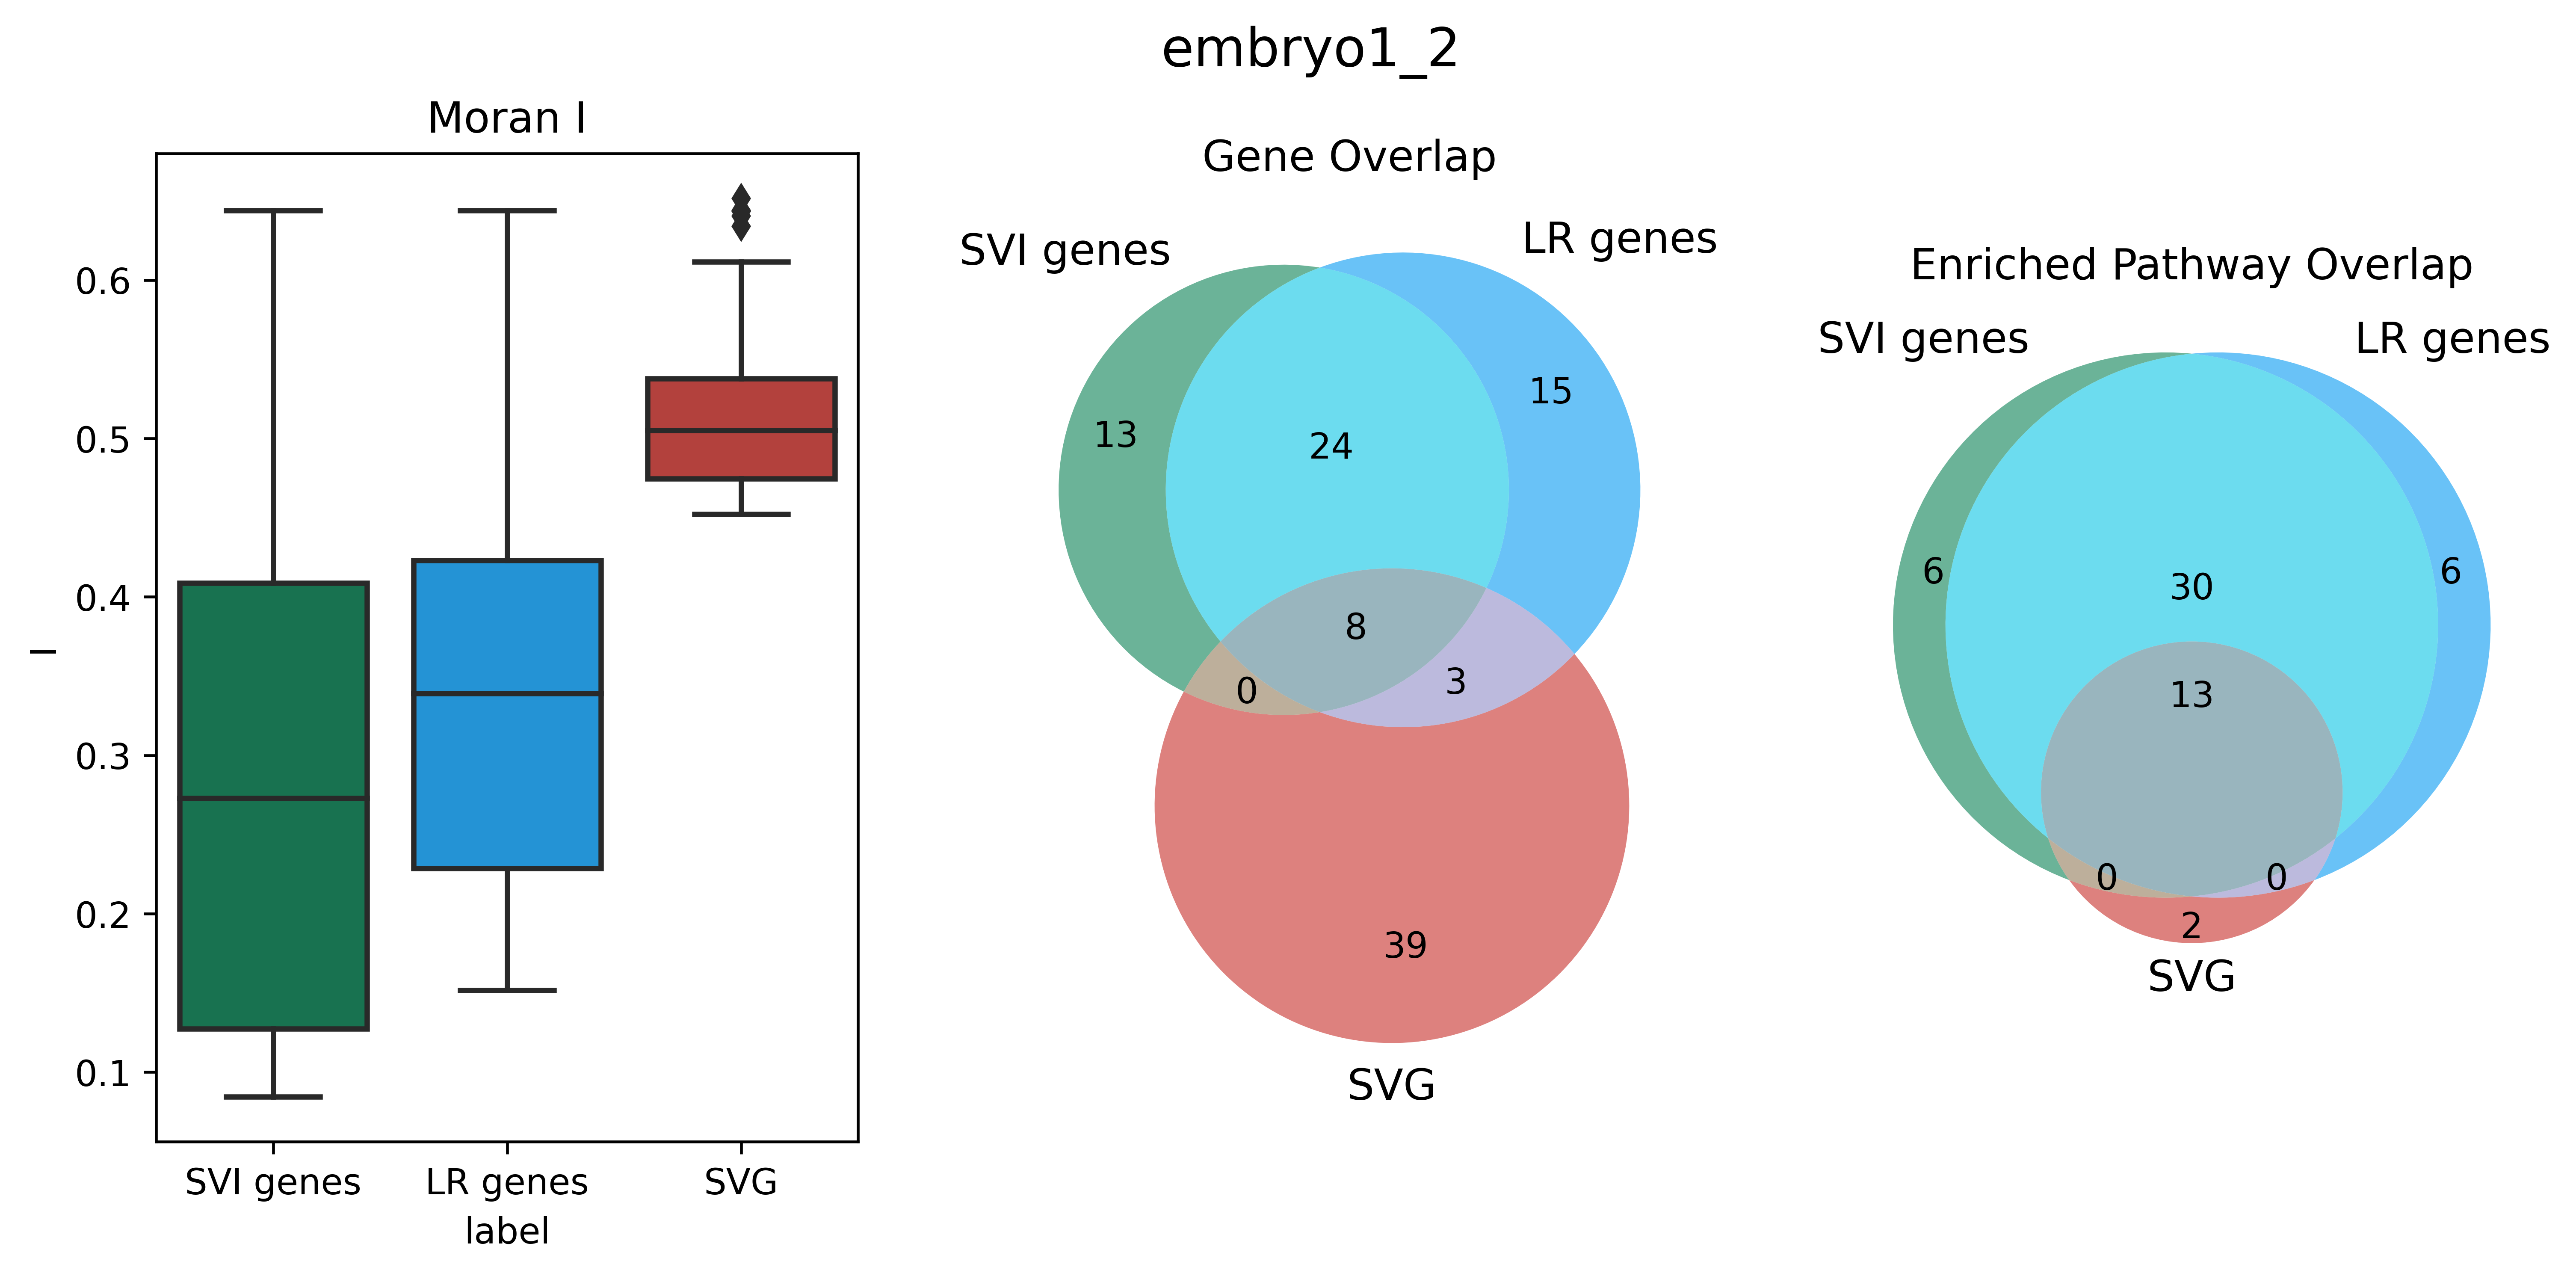 embryo1_2
Moran I
I
0.6
0.5
0.4
0.3
0.2
0.1
SVI genes
LR genes
SVG
label
Gene Overlap
SVI genes
LR genes
13
24
15
8
0
3
39
SVG
Enriched Pathway Overlap
SVI genes
LR genes
6
30
6
13
0
0
2
SVG